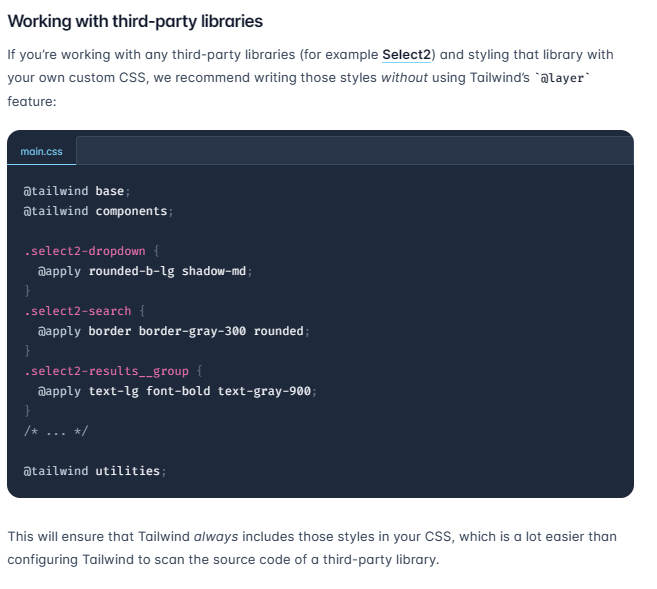 Working with third-party libraries
If you’re working with any third-party libraries (for example Select2) and styling that library with
your own custom CSS, we recommend writing those styles without using Tailwind’s `@layer`
feature:
main.css
@tailwind base;
@tailwind components;
.select2-dropdown {
  @apply rounded-b-lg shadow-md;
}
.select2-search {
  @apply border border-gray-300 rounded;
}
.select2-results__group {
  @apply text-lg font-bold text-gray-900;
}
/* ... */
@tailwind utilities;
This will ensure that Tailwind always includes those styles in your CSS, which is a lot easier than
configuring Tailwind to scan the source code of a third-party library.